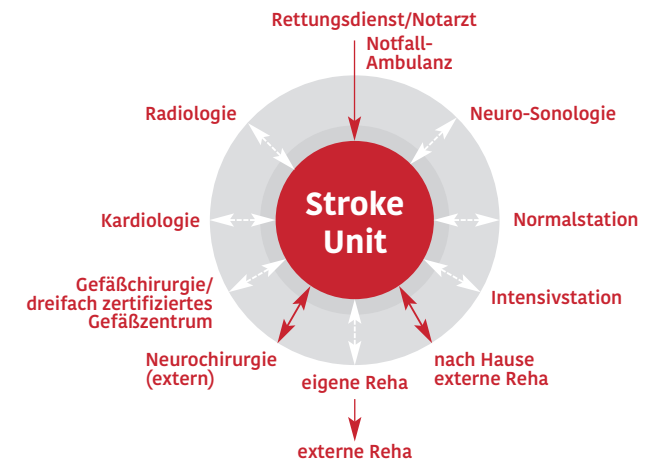 Rettungsdienst/Notarzt
Notfall-
Ambulanz
Radiologie
Neuro-Sonologie
Stroke
Unit
Kardiologie
Normalstation
Gefäßchirurgie/
dreifach zertifiziertes
Gefäßzentrum
Intensivstation
Neurochirurgie
(extern)
nach Hause
externe Reha
eigene Reha
externe Reha